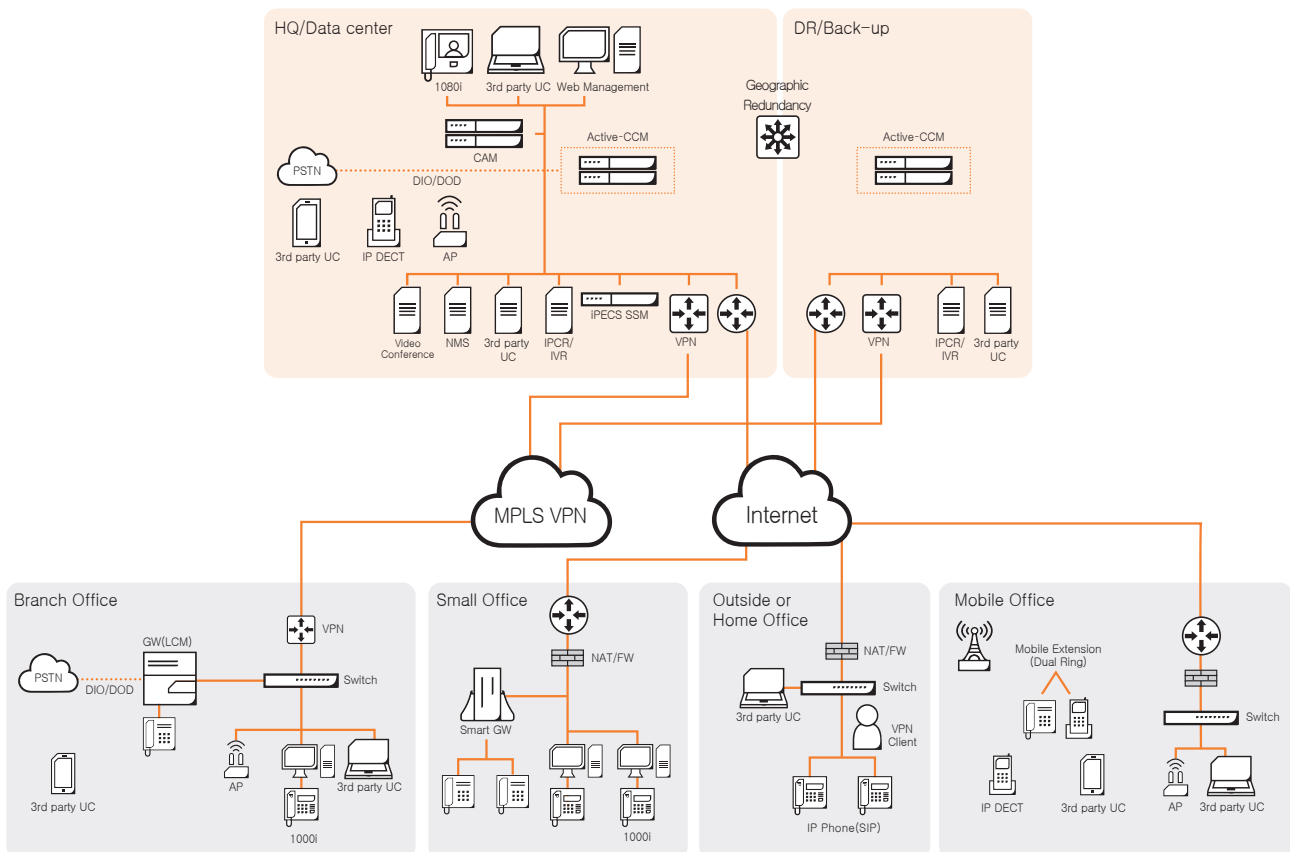 HQ/Data center
1080i
3rd party UC
Web Management
CAM
Active-CCM
PSTN
DIO/DOD
3rd party UC
IP DECT
AP
Video
Conference
NMS
3rd party
UC
IPCR/
IVR
iPECS SSM
VPN
Geographic
Redundancy
DR/Back-up
Active-CCM
VPN
IPCR/
IVR
3rd party
UC
MPLS VPN
Internet
Branch Office
VPN
GW(LCM)
PSTN
DIO/DOD
Switch
3rd party UC
AP
1000i
3rd party UC
Small Office
NAT/FW
Smart GW
1000i
Outside or
Home Office
NAT/FW
Switch
3rd party UC
VPN
Client
IP Phone(SIP)
Mobile Office
Mobile Extension
(Dual Ring)
Switch
IP DECT
3rd party UC
AP
3rd party UC